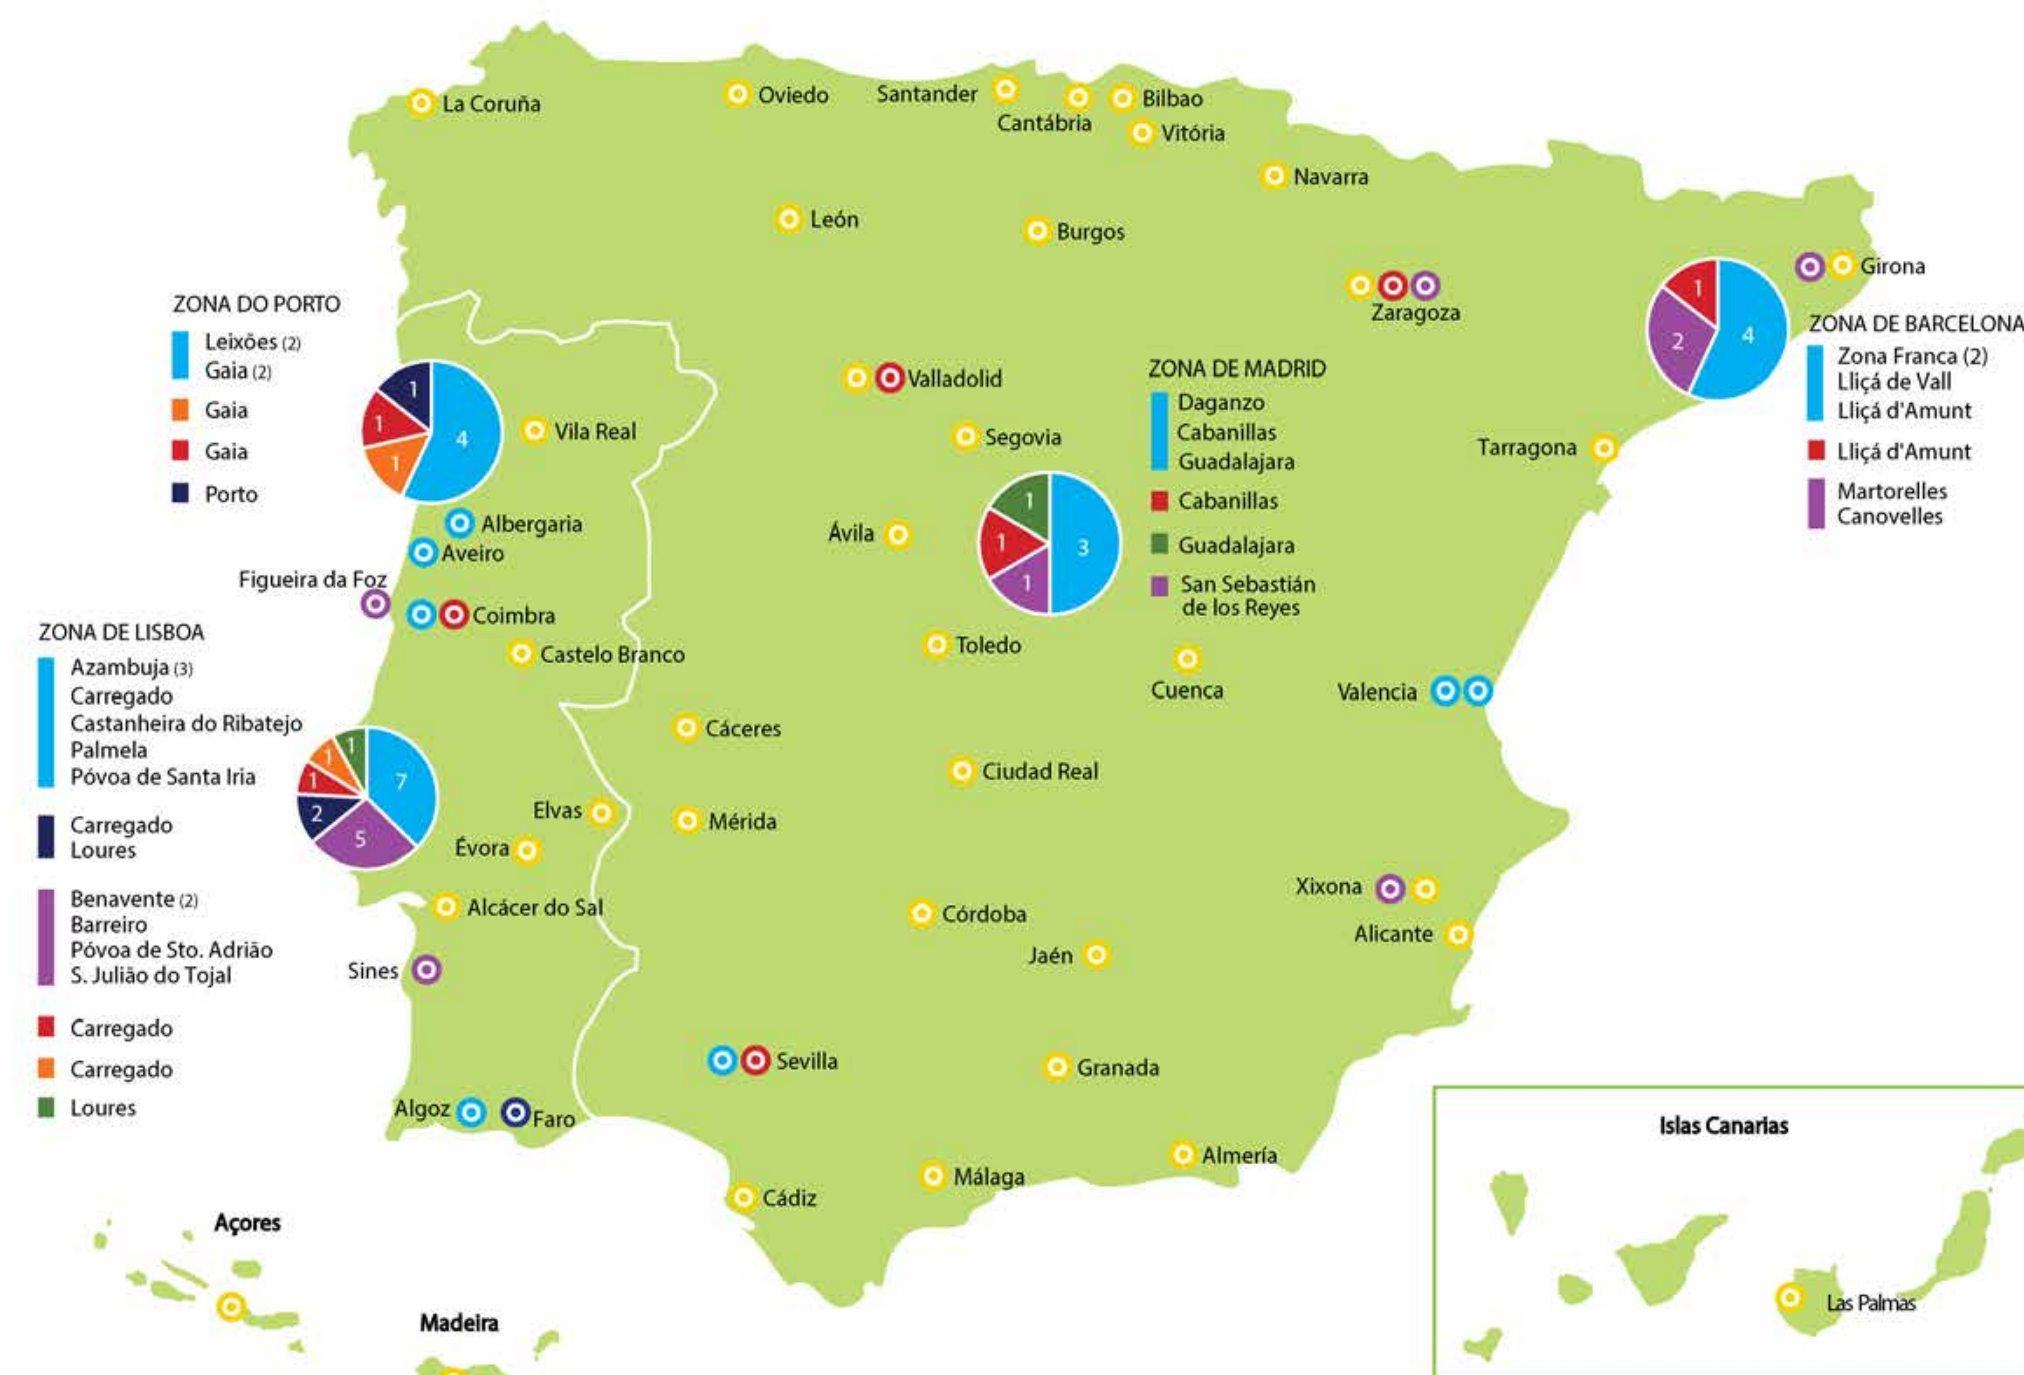 La Coruña
Oviedo
Santander
Cantábria
Bilbao
Vitória
Navarra
León
Burgos
Zaragoza
Girona
ZONA DO PORTO
Leixões (2)
Gaia (2)
Gaia
Gaia
Porto
1
4
1
1
Vila Real
Valladolid
Segovia
Ávila
ZONA DE MADRID
Daganzo
Cabanillas
Guadalajara
Cabanillas
Guadalajara
San Sebastián
de los Reyes
1
3
1
1
1
4
2
ZONA DE BARCELONA
Zona Franca (2)
Lliçá de Vall
Lliçá d'Amunt
Lliçá d'Amunt
Martorelles
Canovelles
Tarragona
Albergaria
Aveiro
Figueira da Foz
Coimbra
Castelo Branco
Toledo
Cuenca
Valencia
ZONA DE LISBOA
Azambuja (3)
Carregado
Castanheira do Ribatejo
Palmela
Póvoa de Santa Iria
Carregado
Loures
Benavente (2)
Barreiro
Póvoa de Sto. Adrião
S. Julião do Tojal
Carregado
Carregado
Loures
1
1
1
7
2
5
Cáceres
Ciudad Real
Elvas
Mérida
Évora
Alcácer do Sal
Sines
Córdoba
Jaén
Xixona
Alicante
Sevilla
Granada
Algoz
Faro
Almería
Málaga
Cádiz
Açores
Madeira
Islas Canarias
Las Palmas